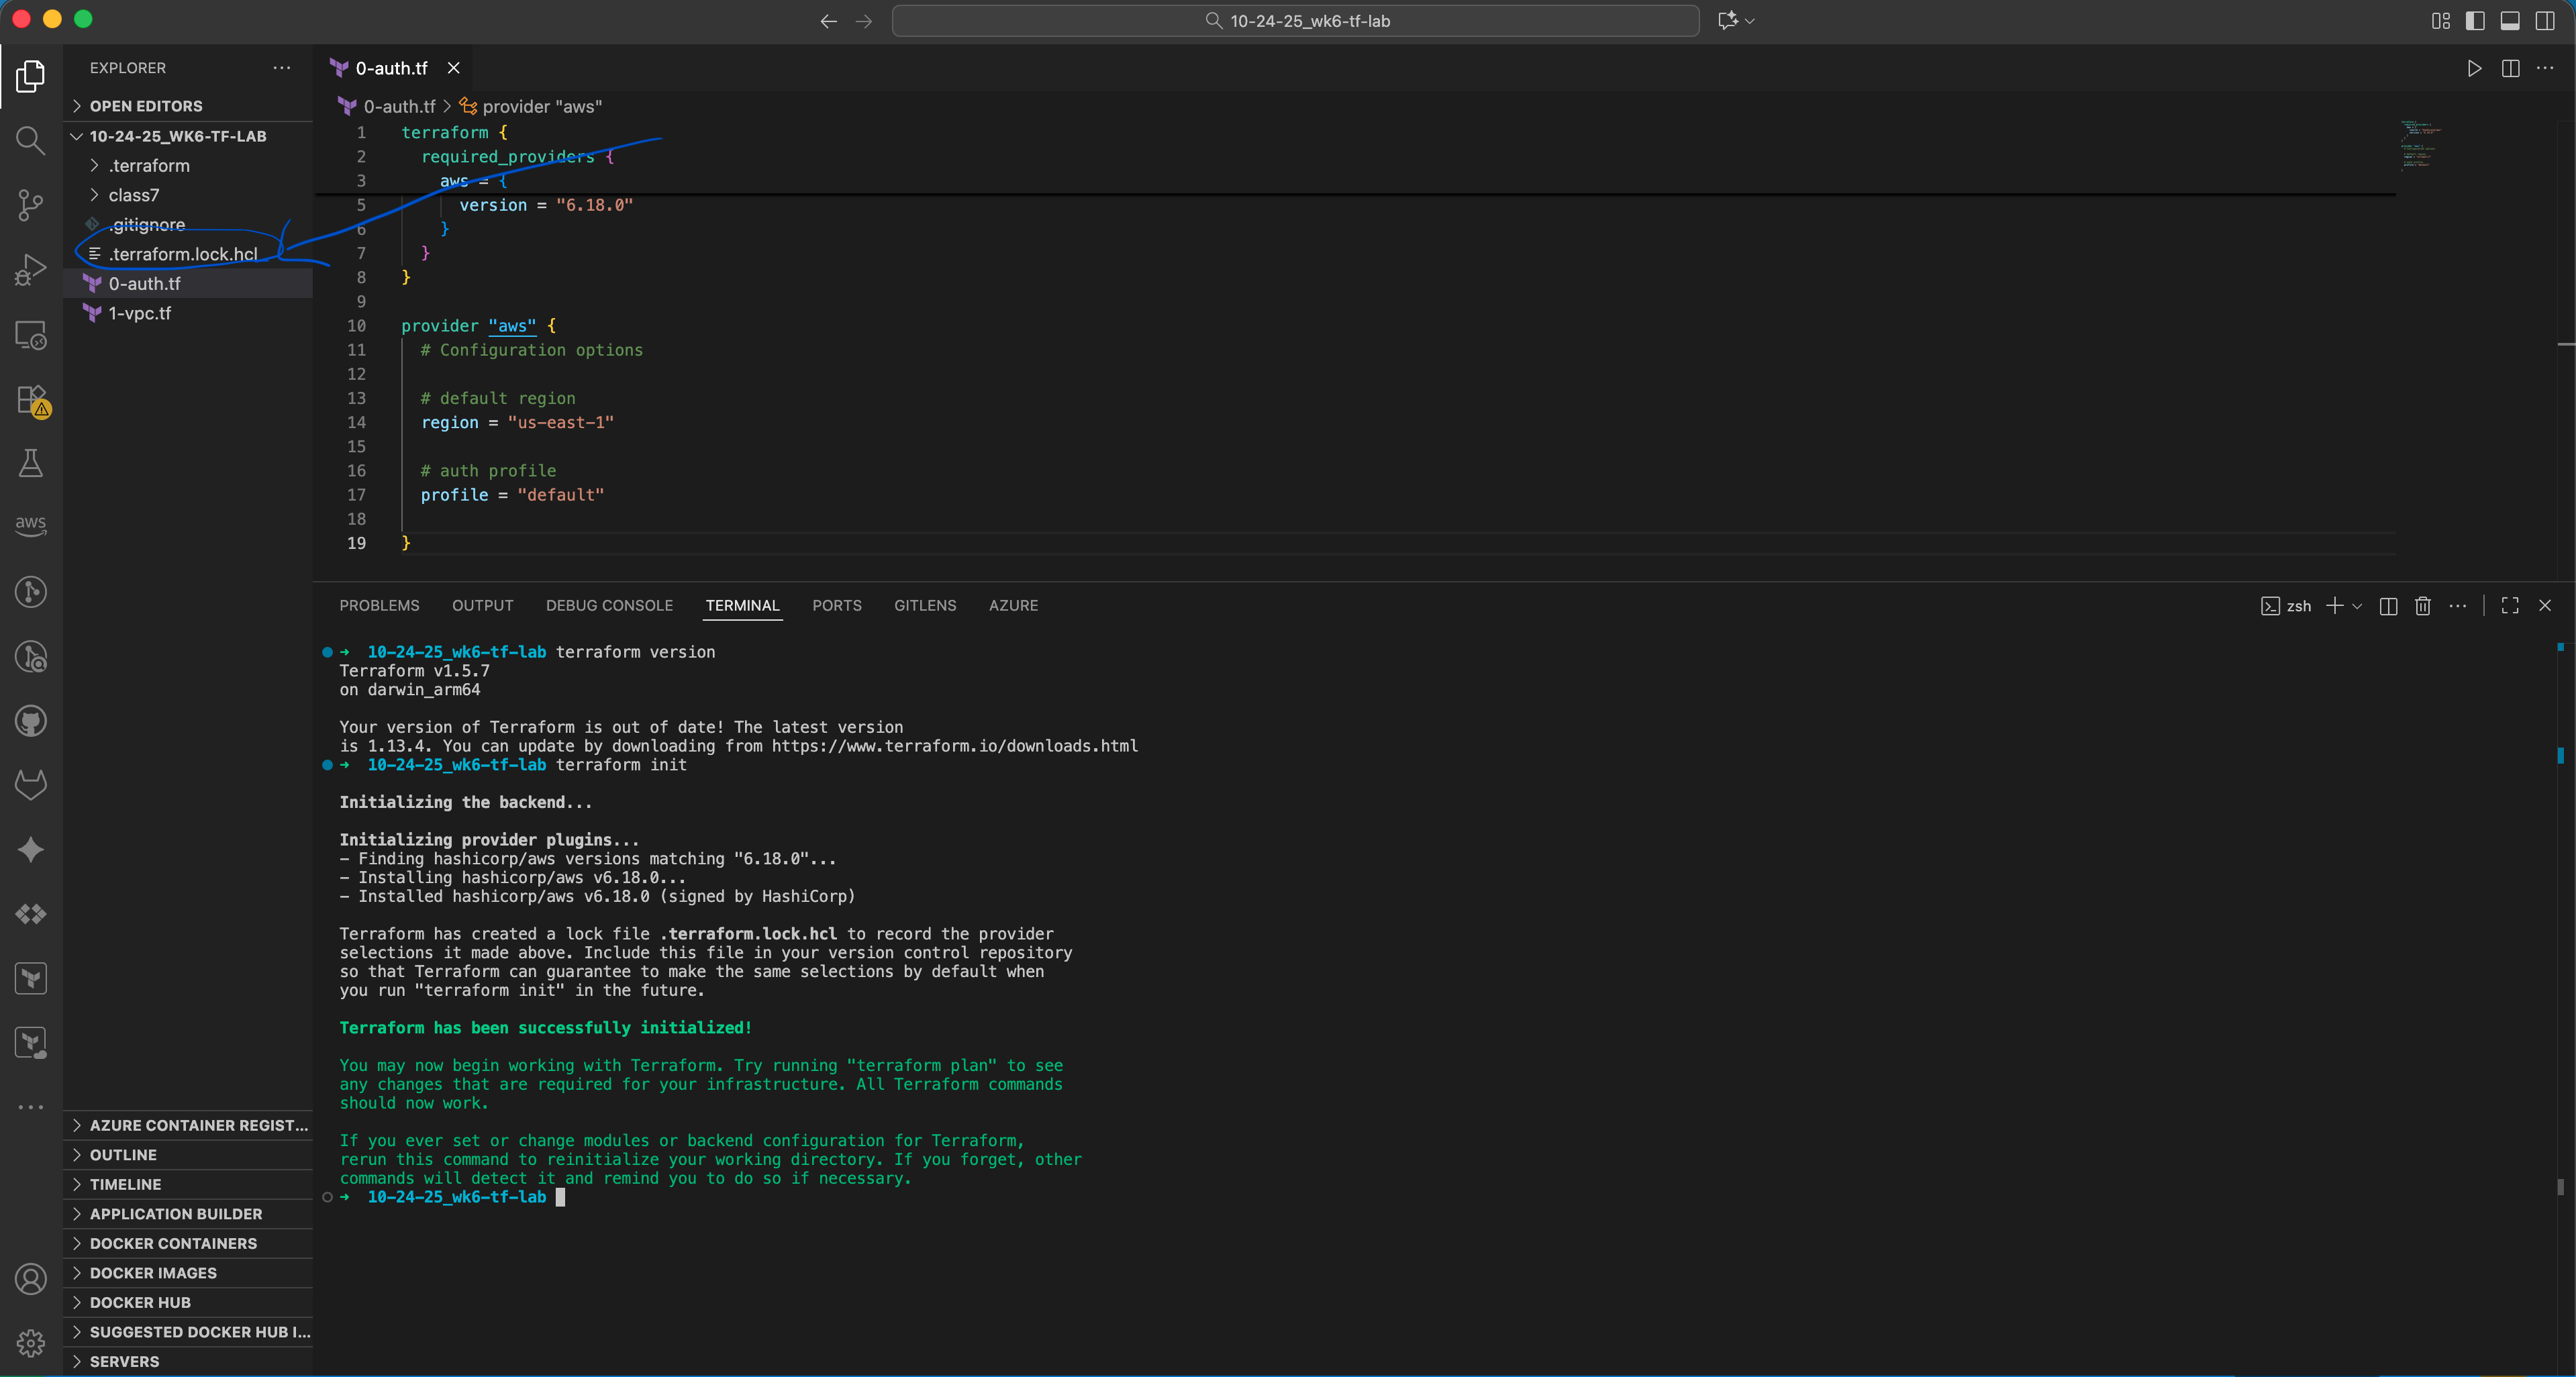 10-24-25_wk6-tf-lab
EXPLORER
OPEN EDITORS
10-24-25_WK6-TF-LAB
.terraform
class7
.gitignore
.terraform.lock.hcl
0-auth.tf
1-vpc.tf
aws
AZURE CONTAINER REGIST...
OUTLINE
TIMELINE
APPLICATION BUILDER
DOCKER CONTAINERS
DOCKER IMAGES
DOCKER HUB
SUGGESTED DOCKER HUB I...
SERVERS
0-auth.tf
0-auth.tf > provider "aws"
1 terraform {
2 required_providers {
3 aws = {
5 version = "6.18.0"
6 }
7 }
8 }
9
10 provider "aws" {
11 # Configuration options
12
13 # default region
14 region = "us-east-1"
15
16 # auth profile
17 profile = "default"
18
19 }
PROBLEMS OUTPUT DEBUG CONSOLE TERMINAL PORTS GITLENS AZURE
zsh
➜ 10-24-25_wk6-tf-lab terraform version
Terraform v1.5.7
on darwin_arm64
Your version of Terraform is out of date! The latest version
is 1.13.4. You can update by downloading from https://www.terraform.io/downloads.html
➜ 10-24-25_wk6-tf-lab terraform init
Initializing the backend...
Initializing provider plugins...
- Finding hashicorp/aws versions matching "6.18.0"...
- Installing hashicorp/aws v6.18.0...
- Installed hashicorp/aws v6.18.0 (signed by HashiCorp)
Terraform has created a lock file .terraform.lock.hcl to record the provider
selections it made above. Include this file in your version control repository
so that Terraform can guarantee to make the same selections by default when
you run "terraform init" in the future.
Terraform has been successfully initialized!
You may now begin working with Terraform. Try running "terraform plan" to see
any changes that are required for your infrastructure. All Terraform commands
should now work.
If you ever set or change modules or backend configuration for Terraform,
rerun this command to reinitialize your working directory. If you forget, other
commands will detect it and remind you to do so if necessary.
➜ 10-24-25_wk6-tf-lab